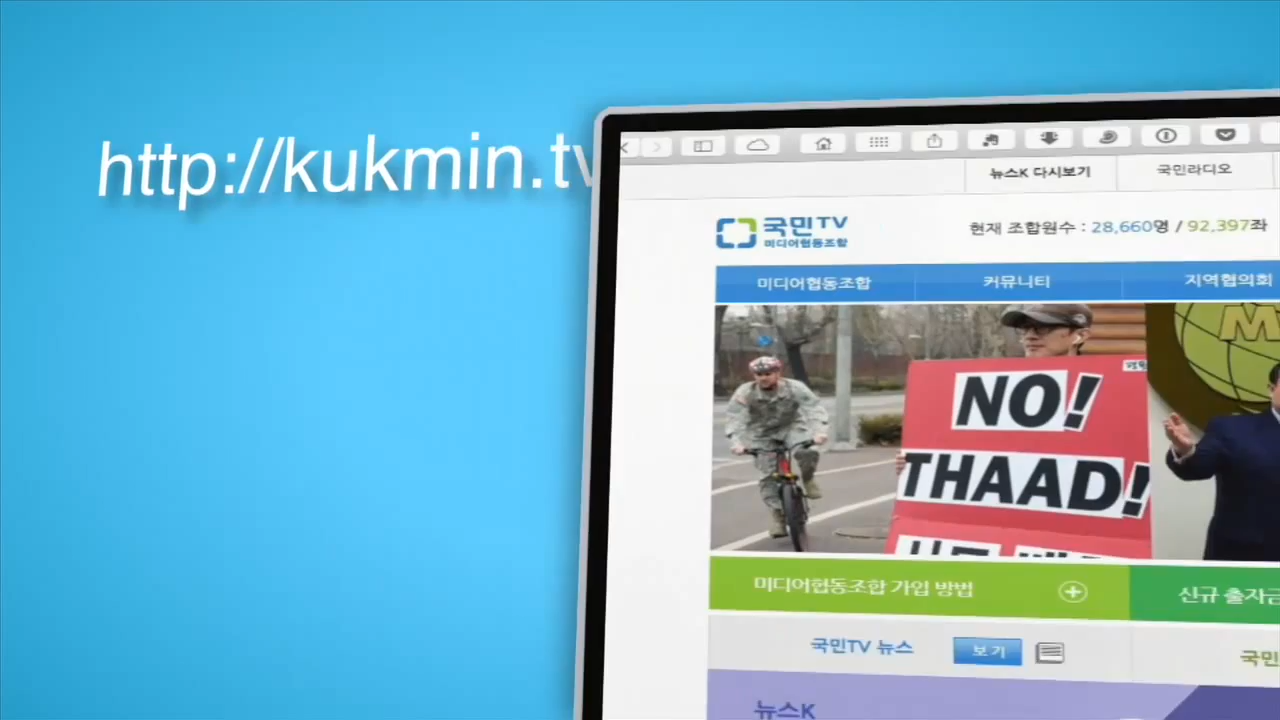 http://kukmin.tv
뉴스K 다시보기
국민라디오
국민TV
미디어협동조합
현재 조합원수 : 28,660명 / 92,397좌
미디어협동조합
커뮤니티
지역협의회
NO!
THAAD!
미디어협동조합 가입 방법
신규 출자금
국민TV 뉴스
보기
국민
뉴스K